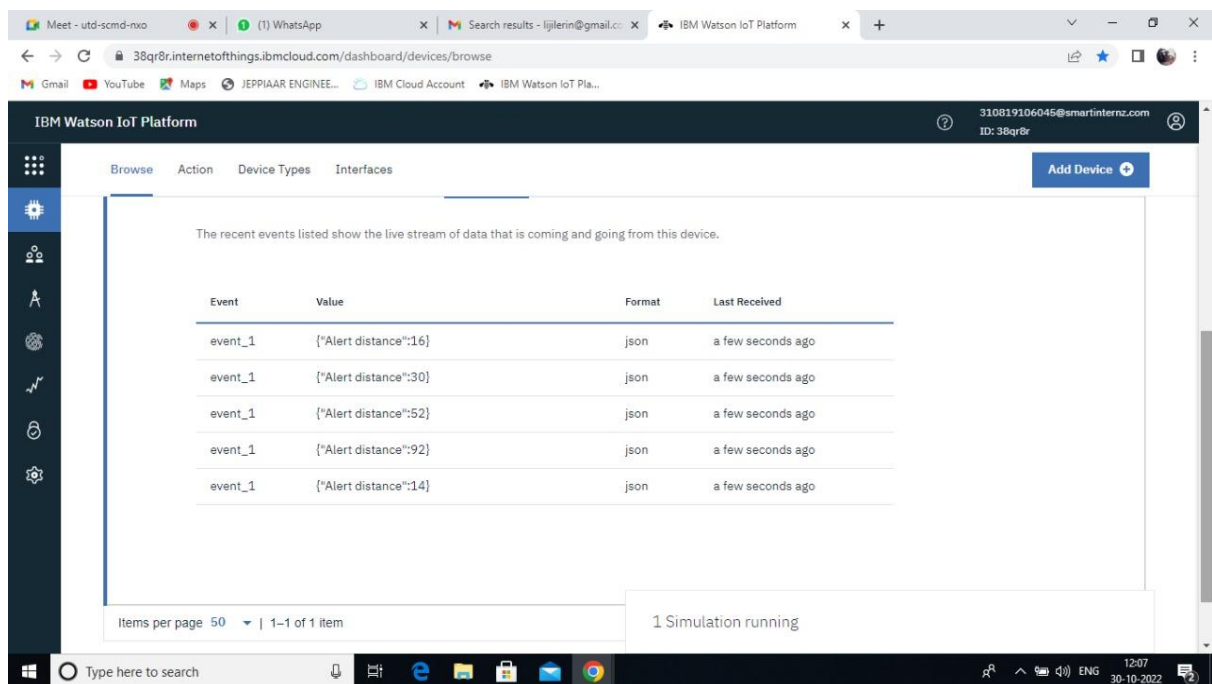 Meet - utd-scmd-nxo
(1) WhatsApp
Search results - lijilerin@gmail.cc
IBM Watson IoT Platform
38qr8r.internetofthings.ibmcloud.com/dashboard/devices/browse
Gmail YouTube Maps JEPPIAAR ENGINEE... IBM Cloud Account IBM Watson IoT Pla...
IBM Watson IoT Platform
310819106045@smartinternz.com
ID: 38qr8r
Browse Action Device Types Interfaces
Add Device
The recent events listed show the live stream of data that is coming and going from this device.
Event Value Format Last Received
event_1 {"Alert distance":16} json a few seconds ago
event_1 {"Alert distance":30} json a few seconds ago
event_1 {"Alert distance":52} json a few seconds ago
event_1 {"Alert distance":92} json a few seconds ago
event_1 {"Alert distance":14} json a few seconds ago
Items per page 50 | 1–1 of 1 item
1 Simulation running
Type here to search
ENG
12:07
30-10-2022
2